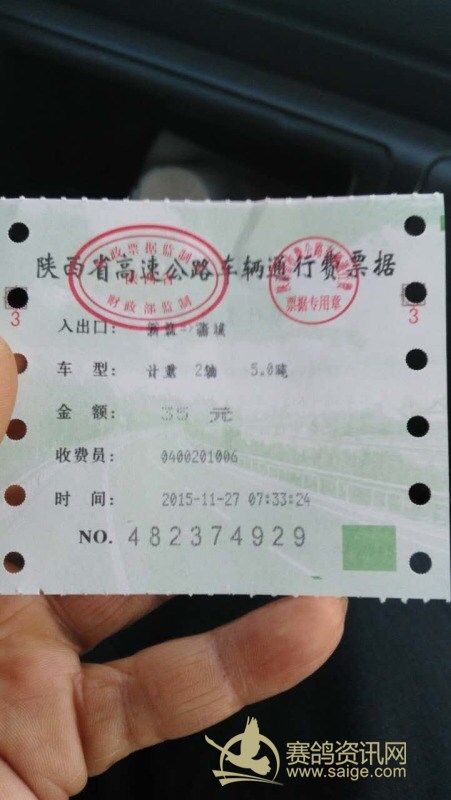 陕西省高速公路车辆通行费票据
财政部监制
票据专用章
3
3
入出口:
车 型: 计重 2轴 5.0吨
金 额: 35 元
收费员: 0400201006
时 间: 2015-11-27 07:33:24
NO. 482374929
赛鸽资讯网
www.saige.com